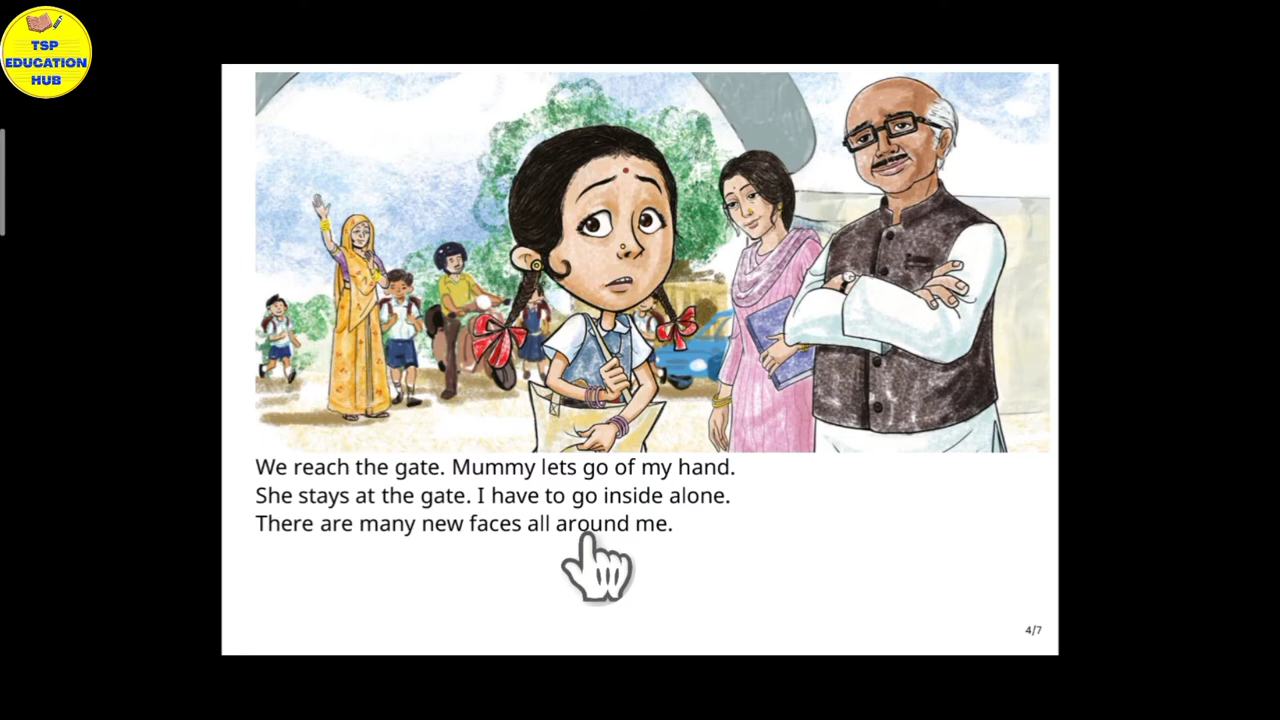 TSP
EDUCATION
HUB
We reach the gate. Mummy lets go of my hand.
She stays at the gate. I have to go inside alone.
There are many new faces all around me.
4/7